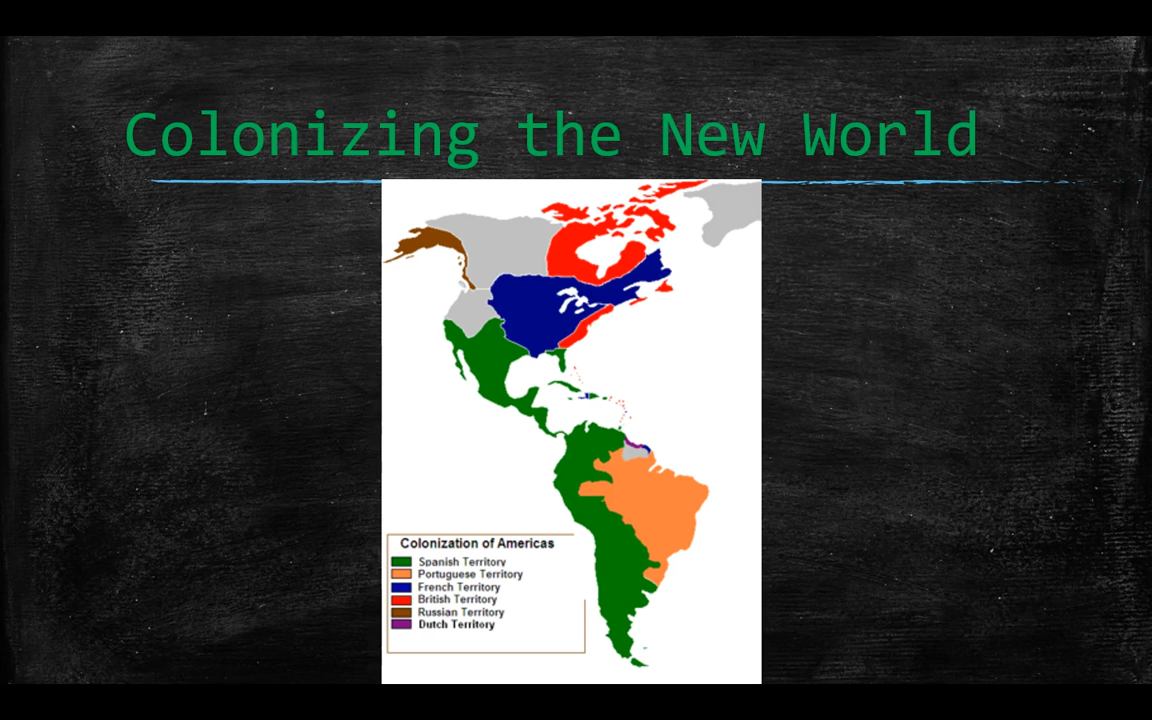 Colonizing the New World
Colonization of Americas
Spanish Territory
Portuguese Territory
French Territory
British Territory
Russian Territory
Dutch Territory